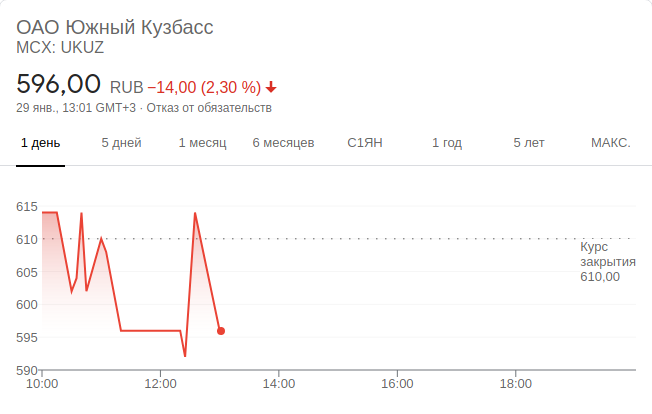 ОАО Южный Кузбасс
MCX: UKUZ
596,00 RUB −14,00 (2,30 %)
29 янв., 13:01 GMT+3 · Отказ от обязательств
1 день 5 дней 1 месяц 6 месяцев С1ЯН 1 год 5 лет МАКС.
615
610
Курс
закрытия
610,00
605
600
595
590
10:00 12:00 14:00 16:00 18:00